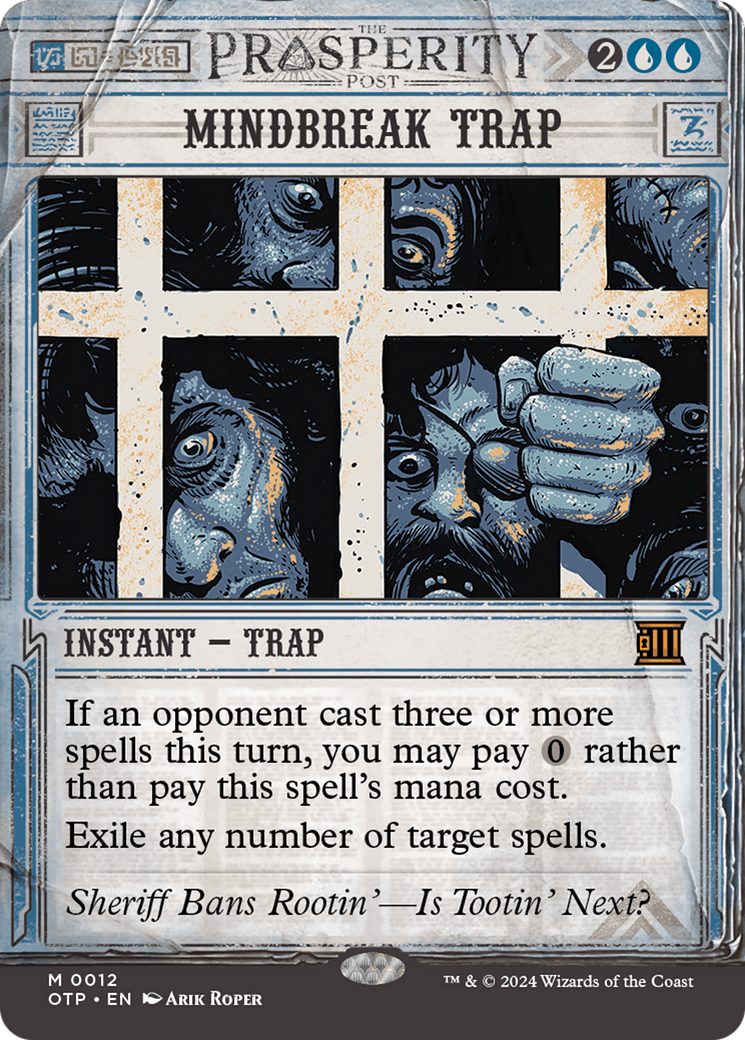 THE
PROSPERITY
POST
2
MINDBREAK TRAP
INSTANT – TRAP
If an opponent cast three or more
spells this turn, you may pay 0 rather
than pay this spell's mana cost.
Exile any number of target spells.
Sheriff Bans Rootin'—Is Tootin' Next?
M 0012
OTP • EN Arik Roper
™ & © 2024 Wizards of the Coast